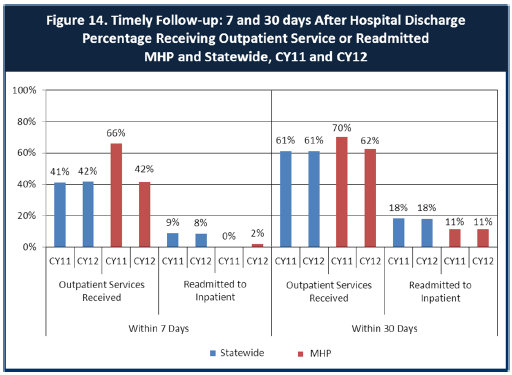 Figure 14. Timely Follow-up: 7 and 30 days After Hospital Discharge
Percentage Receiving Outpatient Service or Readmitted
MHP and Statewide, CY11 and CY12
100%
80%
60%
40%
20%
0%
41%
42%
66%
42%
9%
8%
0%
2%
61%
61%
70%
62%
18%
18%
11%
11%
CY11 CY12 CY11 CY12 CY11 CY12 CY11 CY12 CY11 CY12 CY11 CY12 CY11 CY12 CY11 CY12
Outpatient Services
Received
Readmitted to
Inpatient
Outpatient Services
Received
Readmitted to
Inpatient
Within 7 Days
Within 30 Days
Statewide
MHP